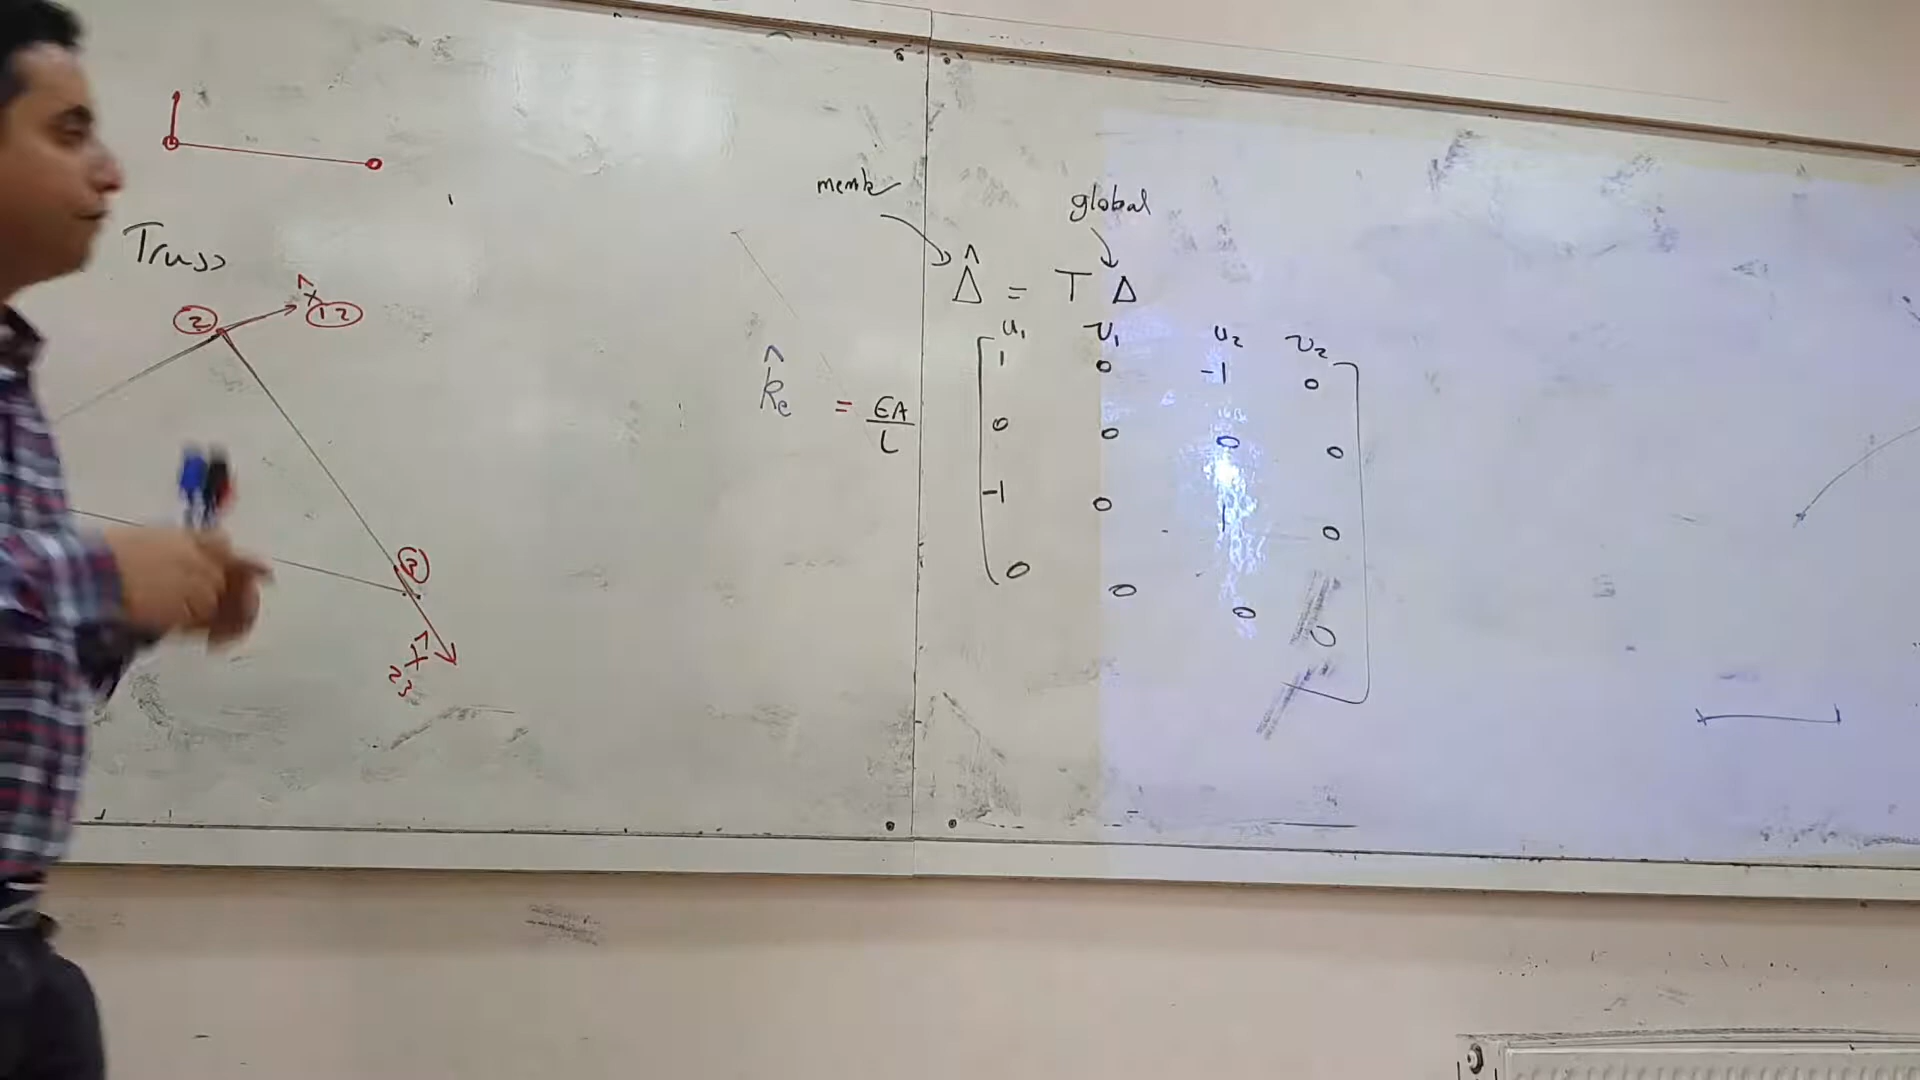 Truss
② x̂ ⑫
③
x̂ 23
memb
global
Δ̂ = T Δ
u₁ v₁ u₂ v₂
k̂e = EA/L
1 0 -1 0
0 0 0 0
-1 0 1 0
0 0 0 0